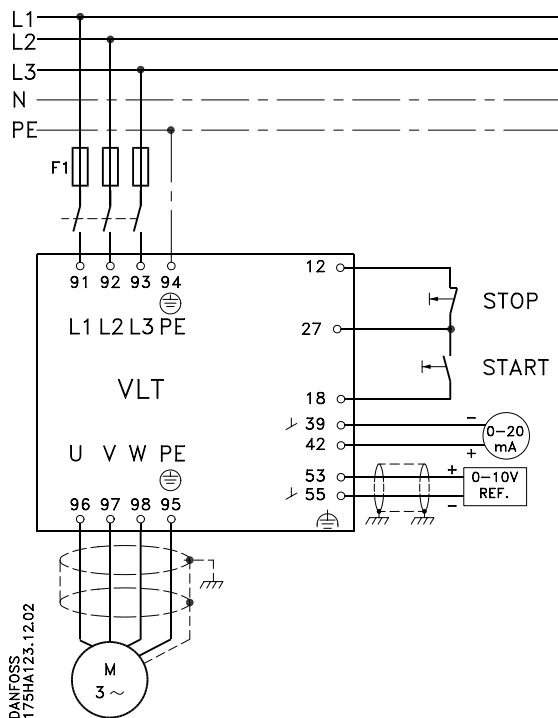 L1
L2
L3
N
PE
F1
91 92 93 94
L1 L2 L3 PE
VLT
U V W PE
96 97 98 95
12
27
18
39
42
53
55
STOP
START
−
0−20
mA
+
+
0−10V
REF.
−
M
3 ~
DANFOSS
175HA123.12.02